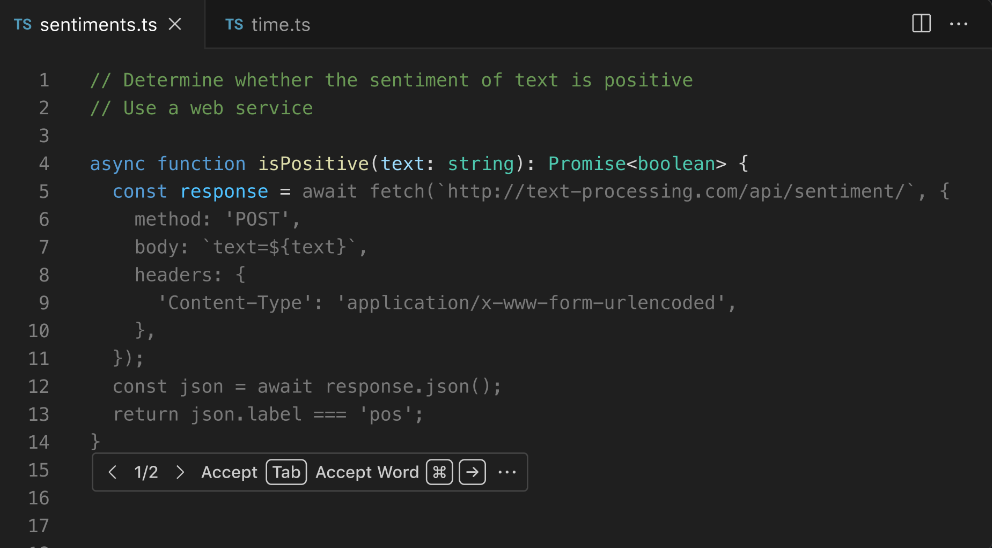 TS sentiments.ts × TS time.ts ...
1 // Determine whether the sentiment of text is positive
2 // Use a web service
3
4 async function isPositive(text: string): Promise<boolean> {
5 const response = await fetch(`http://text-processing.com/api/sentiment/`, {
6 method: 'POST',
7 body: `text=${text}`,
8 headers: {
9 'Content-Type': 'application/x-www-form-urlencoded',
10 },
11 });
12 const json = await response.json();
13 return json.label === 'pos';
14 }
15 < 1/2 > Accept Tab Accept Word ⌘ → ...
16
17